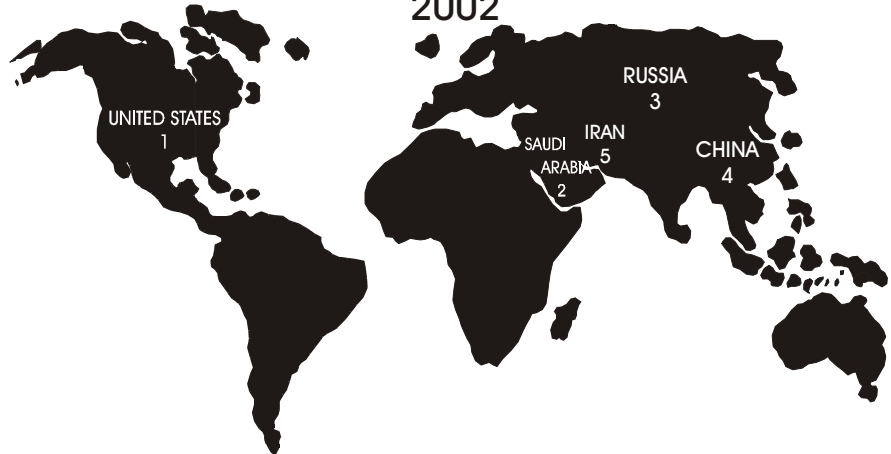 2002
UNITED STATES
1
RUSSIA
3
SAUDI
ARABIA
2
IRAN
5
CHINA
4